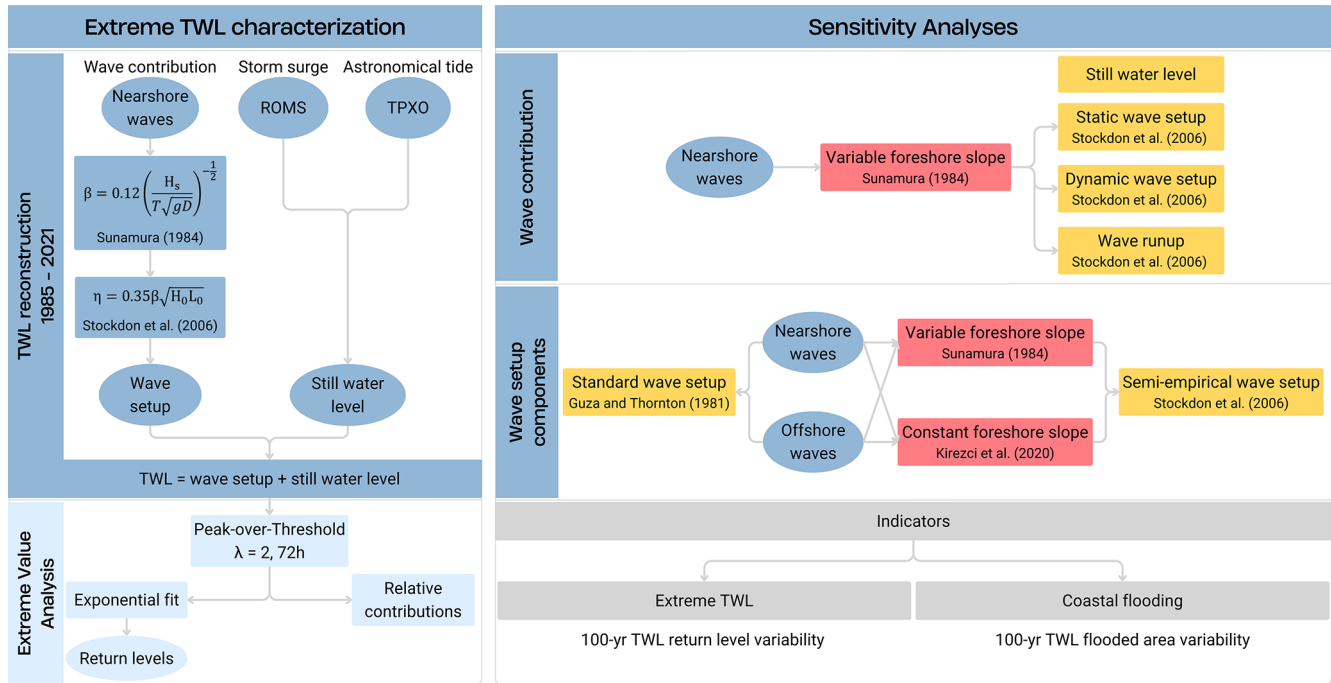 Extreme TWL characterization
TWL reconstruction
1985 - 2021
Wave contribution
Storm surge
Astronomical tide
Nearshore
waves
ROMS
TPXO
β = 0.12 (H_s / T√gD)^(-1/2)
Sunamura (1984)
η = 0.35β√H₀L₀
Stockdon et al. (2006)
Wave
setup
Still water
level
TWL = wave setup + still water level
Extreme Value
Analysis
Peak-over-Threshold
λ = 2, 72h
Exponential fit
Relative
contributions
Return levels
Sensitivity Analyses
Wave contribution
Nearshore
waves
Variable foreshore slope
Sunamura (1984)
Still water level
Static wave setup
Stockdon et al. (2006)
Dynamic wave setup
Stockdon et al. (2006)
Wave runup
Stockdon et al. (2006)
Wave setup
components
Standard wave setup
Guza and Thornton (1981)
Nearshore
waves
Offshore
waves
Variable foreshore slope
Sunamura (1984)
Constant foreshore slope
Kirezci et al. (2020)
Semi-empirical wave setup
Stockdon et al. (2006)
Indicators
Extreme TWL
Coastal flooding
100-yr TWL return level variability
100-yr TWL flooded area variability